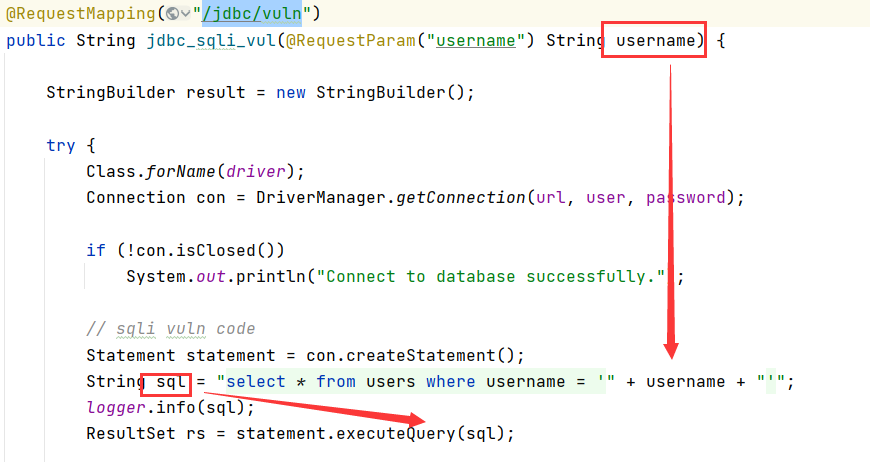 @RequestMapping("/jdbc/vuln")
public String jdbc_sqli_vul(@RequestParam("username") String username) {
StringBuilder result = new StringBuilder();
try {
Class.forName(driver);
Connection con = DriverManager.getConnection(url, user, password);
if (!con.isClosed())
System.out.println("Connect to database successfully.");
// sqli vuln code
Statement statement = con.createStatement();
String sql = "select * from users where username = '" + username + "'";
logger.info(sql);
ResultSet rs = statement.executeQuery(sql);